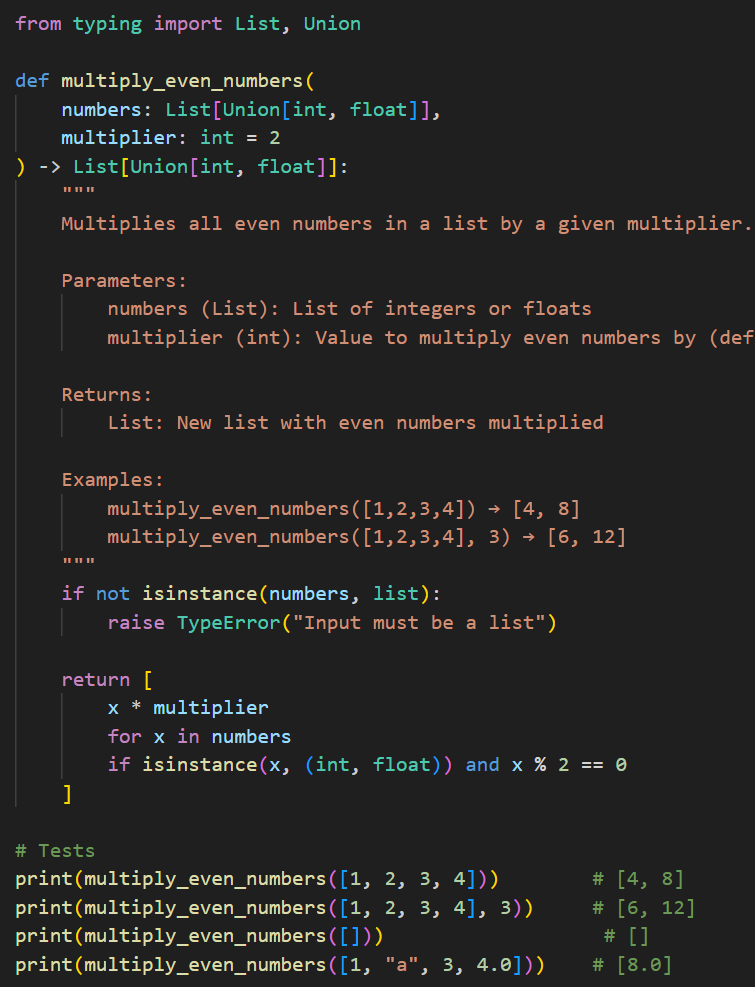 from typing import List, Union

def multiply_even_numbers(
    numbers: List[Union[int, float]],
    multiplier: int = 2
) -> List[Union[int, float]]:
    """
    Multiplies all even numbers in a list by a given multiplier.

    Parameters:
        numbers (List): List of integers or floats
        multiplier (int): Value to multiply even numbers by (def

    Returns:
        List: New list with even numbers multiplied

    Examples:
        multiply_even_numbers([1,2,3,4]) → [4, 8]
        multiply_even_numbers([1,2,3,4], 3) → [6, 12]
    """
    if not isinstance(numbers, list):
        raise TypeError("Input must be a list")

    return [
        x * multiplier
        for x in numbers
        if isinstance(x, (int, float)) and x % 2 == 0
    ]

# Tests
print(multiply_even_numbers([1, 2, 3, 4]))        # [4, 8]
print(multiply_even_numbers([1, 2, 3, 4], 3))     # [6, 12]
print(multiply_even_numbers([]))                   # []
print(multiply_even_numbers([1, "a", 3, 4.0]))    # [8.0]